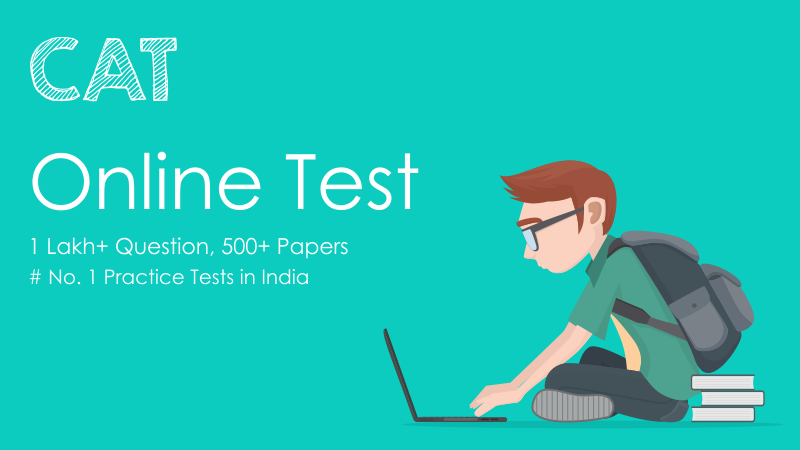 CAT
Online Test
1 Lakh+ Question, 500+ Papers
# No. 1 Practice Tests in India